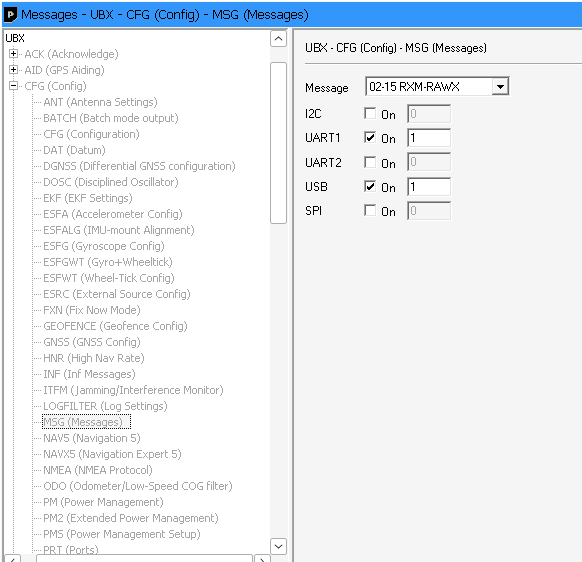 Messages - UBX - CFG (Config) - MSG (Messages)
UBX
ACK (Acknowledge)
AID (GPS Aiding)
CFG (Config)
ANT (Antenna Settings)
BATCH (Batch mode output)
CFG (Configuration)
DAT (Datum)
DGNSS (Differential GNSS configuration)
DOSC (Disciplined Oscillator)
EKF (EKF Settings)
ESFA (Accelerometer Config)
ESFALG (IMU-mount Alignment)
ESFG (Gyroscope Config)
ESFGWT (Gyro+Wheeltick)
ESFWT (Wheel-Tick Config)
ESRC (External Source Config)
FXN (Fix Now Mode)
GEOFENCE (Geofence Config)
GNSS (GNSS Config)
HNR (High Nav Rate)
INF (Inf Messages)
ITFM (Jamming/Interference Monitor)
LOGFILTER (Log Settings)
MSG (Messages)
NAV5 (Navigation 5)
NAVX5 (Navigation Expert 5)
NMEA (NMEA Protocol)
ODO (Odometer/Low-Speed COG filter)
PM (Power Management)
PM2 (Extended Power Management)
PMS (Power Management Setup)
PRT (Ports)
UBX - CFG (Config) - MSG (Messages)
Message 02-15 RXM-RAWX
I2C On 0
UART1 On 1
UART2 On 0
USB On 1
SPI On 0